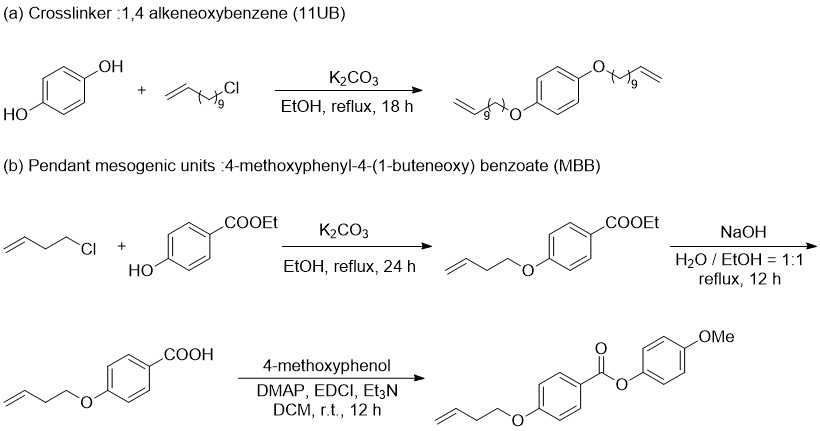 (a) Crosslinker :1,4 alkeneoxybenzene (11UB)
OH
HO
+
9
Cl
K2CO3
EtOH, reflux, 18 h
9
O
O
9
(b) Pendant mesogenic units :4-methoxyphenyl-4-(1-buteneoxy) benzoate (MBB)
Cl
+
HO
COOEt
K2CO3
EtOH, reflux, 24 h
O
COOEt
NaOH
H2O / EtOH = 1:1
reflux, 12 h
O
COOH
4-methoxyphenol
DMAP, EDCI, Et3N
DCM, r.t., 12 h
O
O
O
OMe